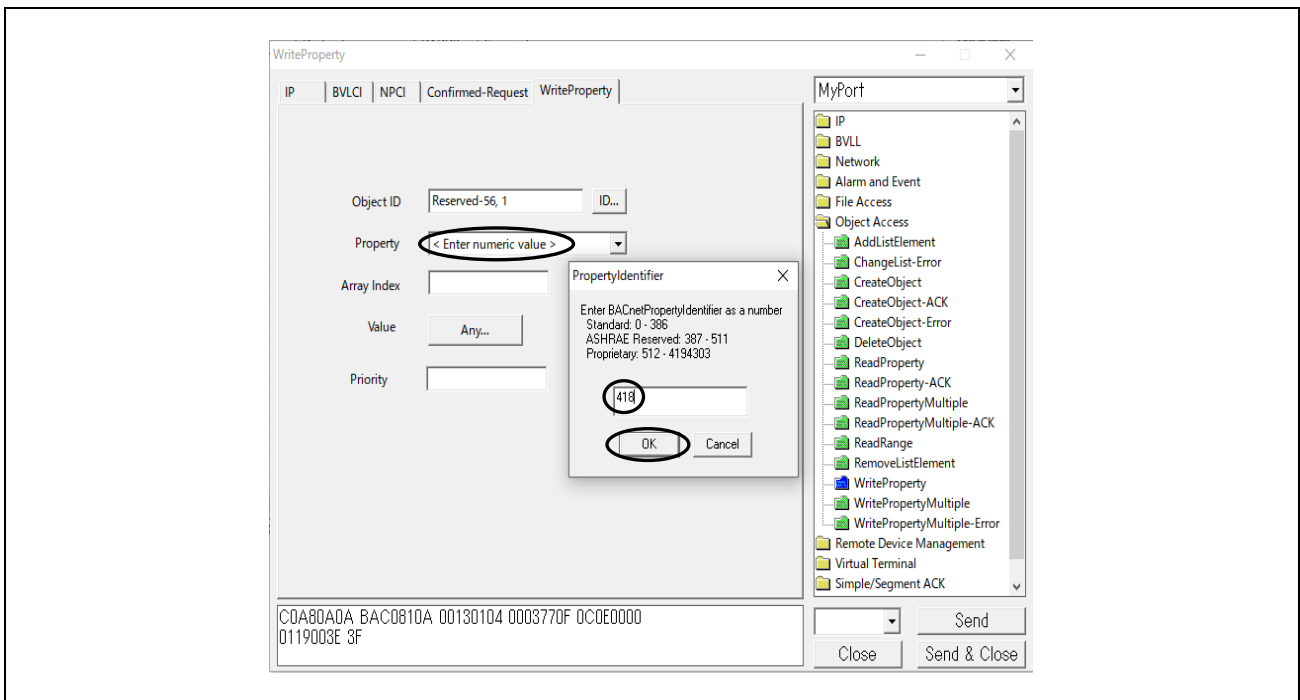 WriteProperty
IP
BVLCI
NPCI
Confirmed-Request
WriteProperty
Object ID
Reserved-56, 1
ID...
Property
< Enter numeric value >
Array Index
Value
Any...
Priority
PropertyIdentifier
Enter BACnetPropertyIdentifier as a number
Standard: 0 - 386
ASHRAE Reserved: 387 - 511
Proprietary: 512 - 4194303
418
OK
Cancel
C0A80A0A BAC0810A 00130104 0003770F 0C0E0000
0119003E 3F
MyPort
IP
BVLL
Network
Alarm and Event
File Access
Object Access
AddListElement
ChangeList-Error
CreateObject
CreateObject-ACK
CreateObject-Error
DeleteObject
ReadProperty
ReadProperty-ACK
ReadPropertyMultiple
ReadPropertyMultiple-ACK
ReadRange
RemoveListElement
WriteProperty
WritePropertyMultiple
WritePropertyMultiple-Error
Remote Device Management
Virtual Terminal
Simple/Segment ACK
Send
Close
Send & Close